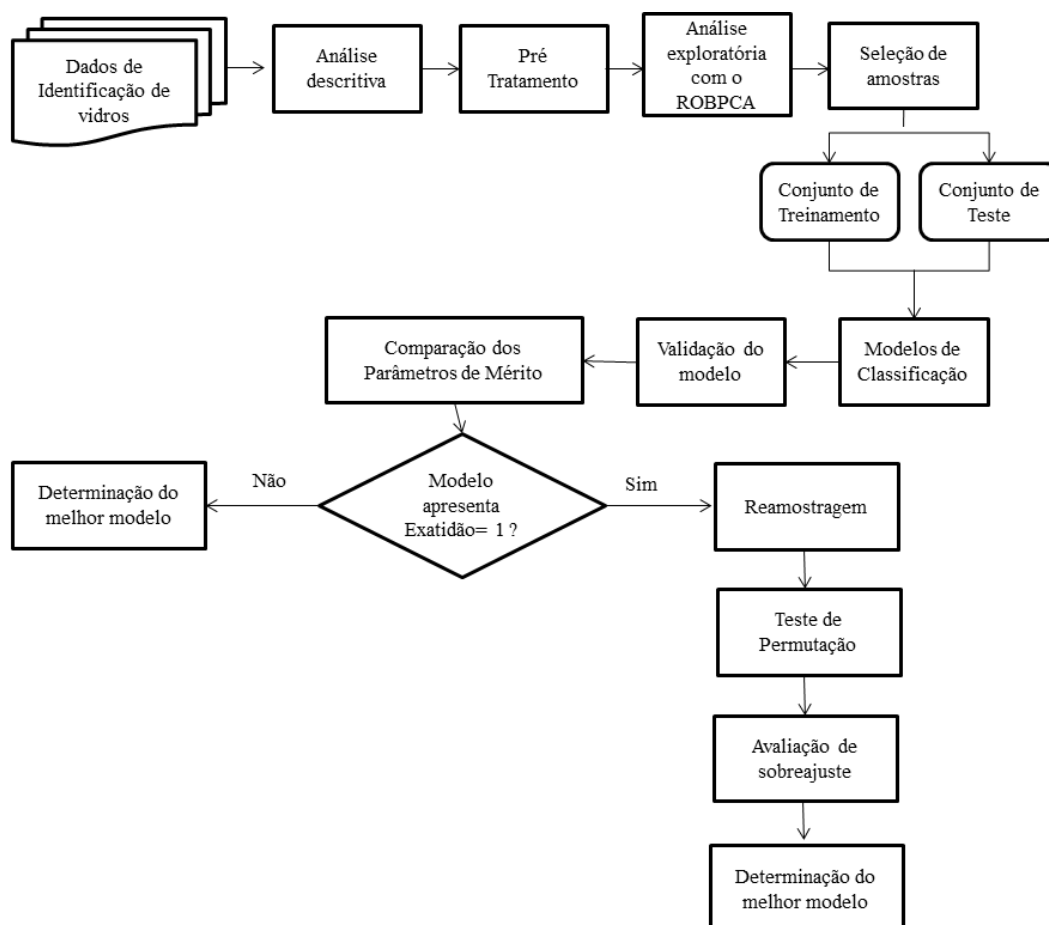 Dados de
Identificação de
vidros
Análise
descritiva
Pré
Tratamento
Análise
exploratória
com o
ROBPCA
Seleção de
amostras
Conjunto de
Treinamento
Conjunto de
Teste
Comparação dos
Parâmetros de Mérito
Validação do
modelo
Modelos de
Classificação
Determinação do
melhor modelo
Não
Modelo
apresenta
Exatidão= 1 ?
Sim
Reamostragem
Teste de
Permutação
Avaliação de
sobreajuste
Determinação do
melhor modelo